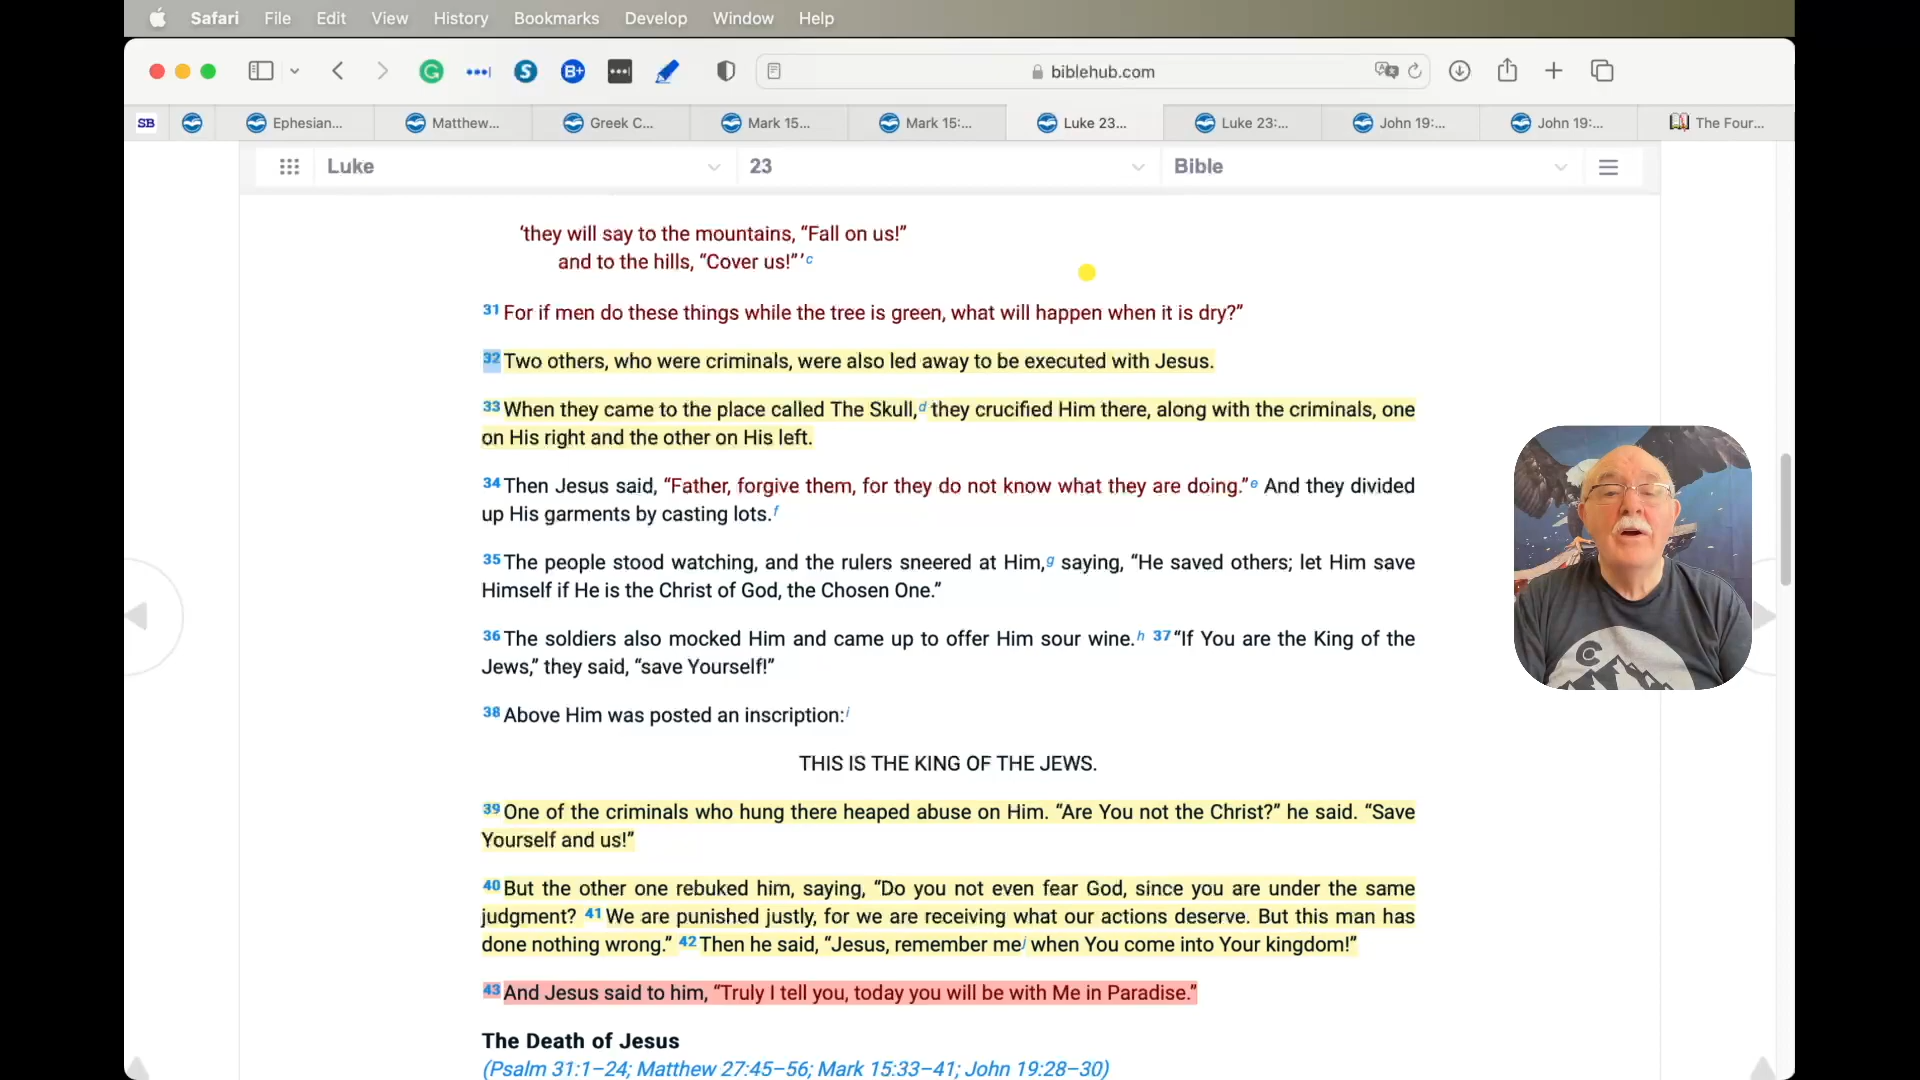 Safari File Edit View History Bookmarks Develop Window Help
biblehub.com
SB Ephesian... Matthew... Greek C... Mark 15... Mark 15:... Luke 23... Luke 23:... John 19:... John 19:... The Four...
Luke 23 Bible
‘they will say to the mountains, “Fall on us!”
and to the hills, “Cover us!”’c
31 For if men do these things while the tree is green, what will happen when it is dry?”
32 Two others, who were criminals, were also led away to be executed with Jesus.
33 When they came to the place called The Skull,d they crucified Him there, along with the criminals, one
on His right and the other on His left.
34 Then Jesus said, “Father, forgive them, for they do not know what they are doing.”e And they divided
up His garments by casting lots.f
35 The people stood watching, and the rulers sneered at Him,g saying, “He saved others; let Him save
Himself if He is the Christ of God, the Chosen One.”
36 The soldiers also mocked Him and came up to offer Him sour wine.h 37 “If You are the King of the
Jews,” they said, “save Yourself!”
38 Above Him was posted an inscription:i
THIS IS THE KING OF THE JEWS.
39 One of the criminals who hung there heaped abuse on Him. “Are You not the Christ?” he said. “Save
Yourself and us!”
40 But the other one rebuked him, saying, “Do you not even fear God, since you are under the same
judgment? 41 We are punished justly, for we are receiving what our actions deserve. But this man has
done nothing wrong.” 42 Then he said, “Jesus, remember mej when You come into Your kingdom!”
43 And Jesus said to him, “Truly I tell you, today you will be with Me in Paradise.”
The Death of Jesus
(Psalm 31:1–24; Matthew 27:45–56; Mark 15:33–41; John 19:28–30)